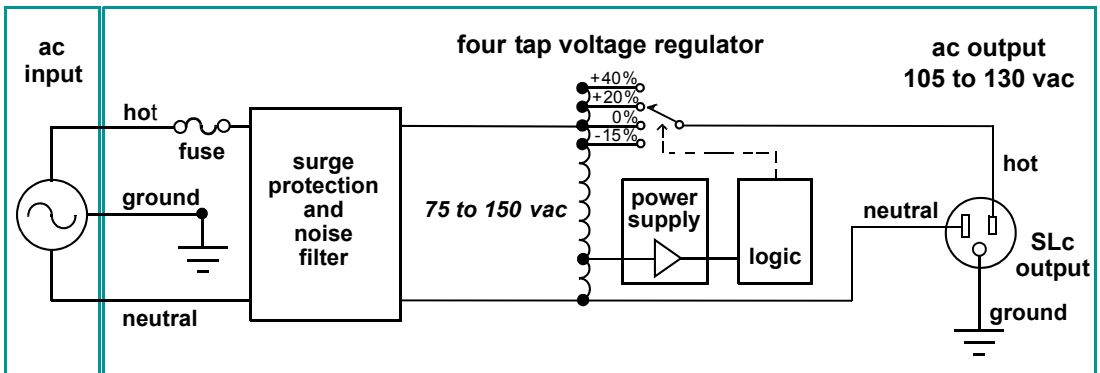 ac
input
four tap voltage regulator
ac output
105 to 130 vac
+40%
+20%
0%
-15%
hot
fuse
surge
protection
and
noise
filter
ground
75 to 150 vac
power
supply
logic
neutral
hot
SLc
output
neutral
ground